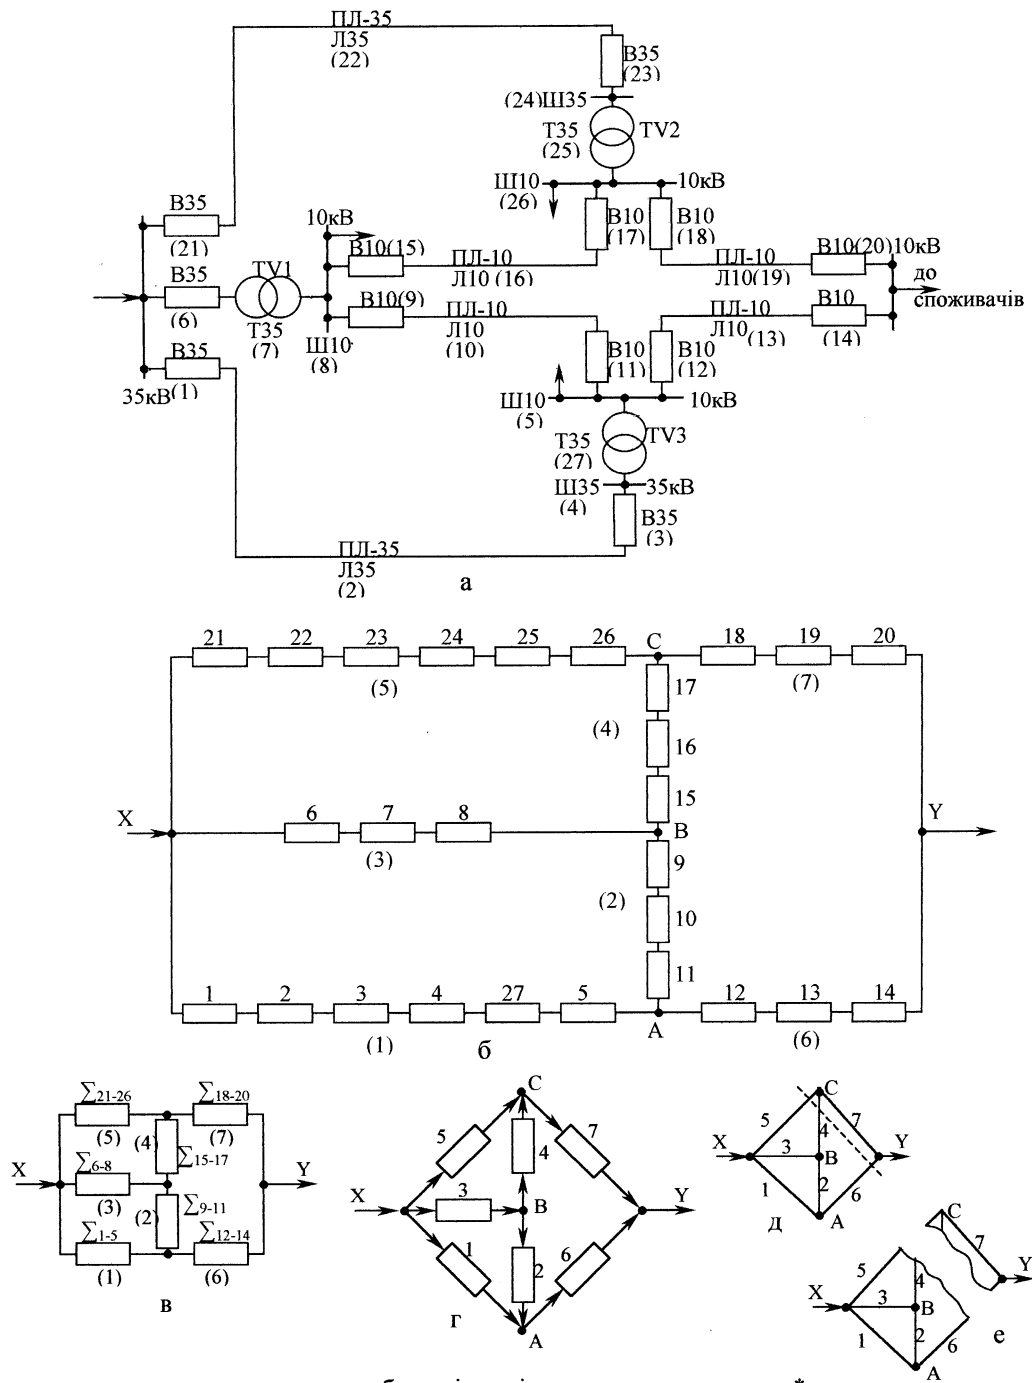 ПЛ-35
Л35
(22)
В35
(23)
(24)Ш35
Т35
(25)
TV2
Ш10
(26)
10кВ
В10
(17)
В10
(18)
В35
(21)
10кВ
В10(15)
ПЛ-10
Л10 (16)
ПЛ-10
Л10(19)
В10(20)10кВ
до
споживачів
В35
(6)
TV1
Т35
(7)
В10(9)
Ш10
(8)
ПЛ-10
Л10
(10)
ПЛ-10
Л10 (13)
В10
(14)
В35
(1)
35кВ
В10
(11)
В10
(12)
Ш10
(5)
10кВ
Т35
(27)
TV3
Ш35
(4)
35кВ
В35
(3)
ПЛ-35
Л35
(2)
а
21 22 23 24 25 26 C 18 19 20
(5) (7)
17
(4)
16
15
X 6 7 8 B Y
(3)
9
(2)
10
11
1 2 3 4 27 5 12 13 14
(1) б A (6)
∑21-26 ∑18-20
(5) (4) (7)
∑15-17
X ∑6-8 Y
(3) (2) ∑9-11
∑1-5 ∑12-14
(1) (6)
в
C
5 4 7
X 3 B Y
1 2 6
г
A
C
5 4 7
X 3 B Y
1 2 6
д A
C
7
Y
5 4
X 3 B
1 2 6
A
е